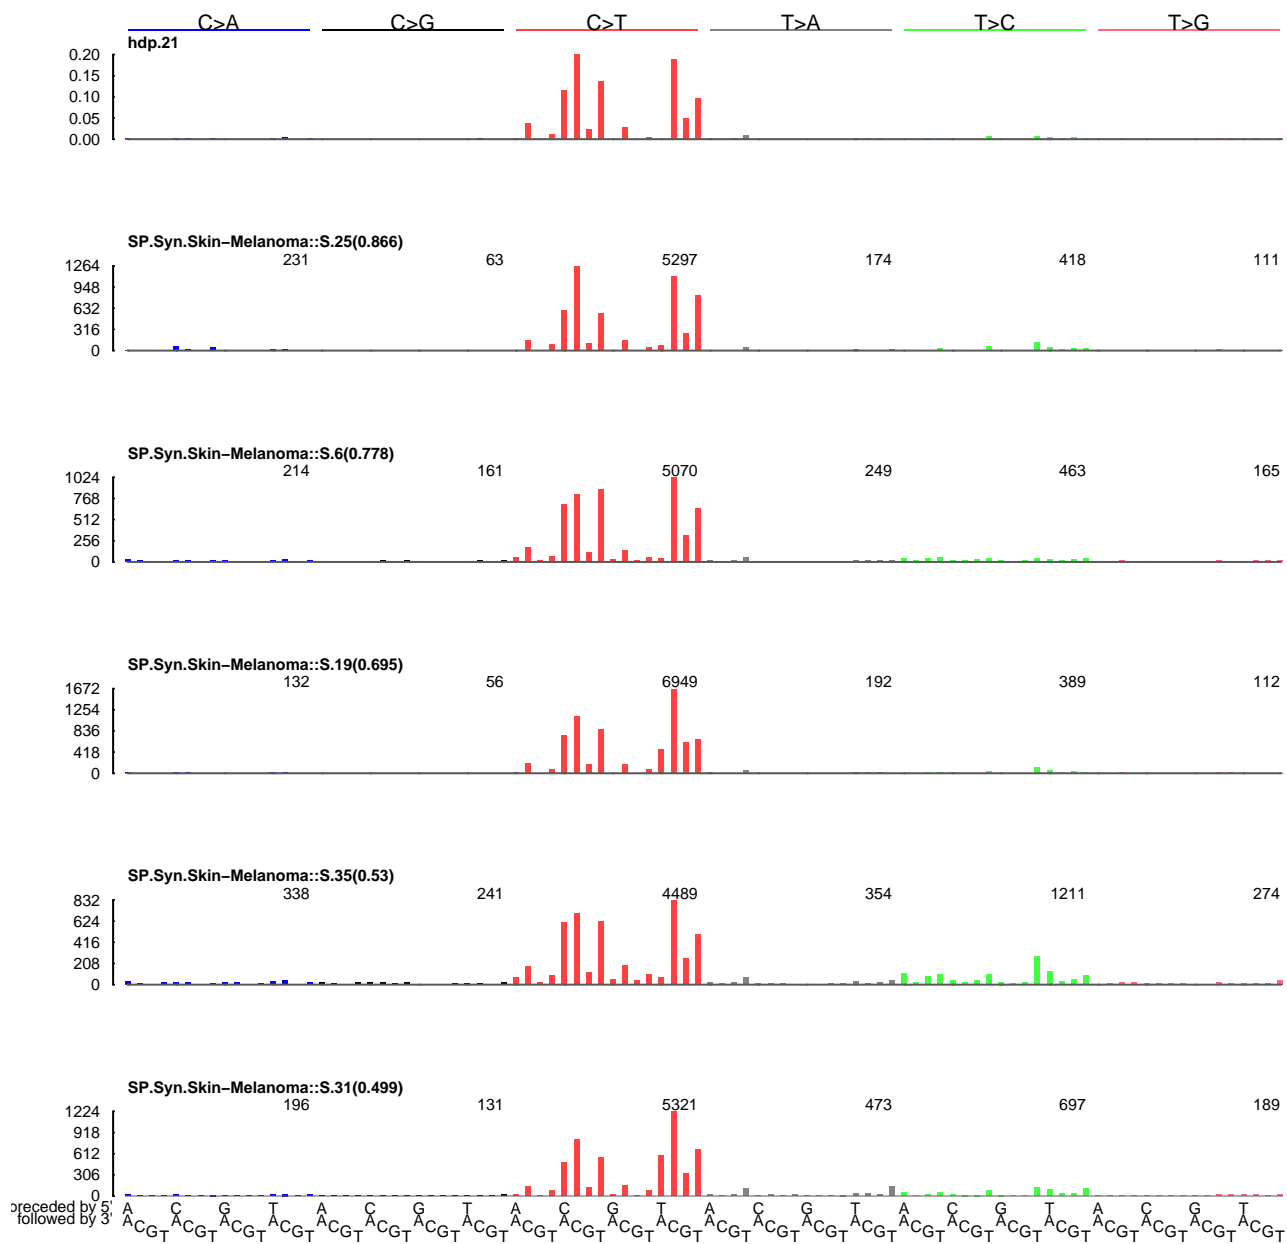 C>A C>G C>T T>A T>C T>G
hdp.21
0.20
0.15
0.10
0.05
0.00
SP.Syn.Skin−Melanoma::S.25(0.866)
231 63 5297 174 418 111
1264
948
632
316
0
SP.Syn.Skin−Melanoma::S.6(0.778)
214 161 5070 249 463 165
1024
768
512
256
0
SP.Syn.Skin−Melanoma::S.19(0.695)
132 56 6949 192 389 112
1672
1254
836
418
0
SP.Syn.Skin−Melanoma::S.35(0.53)
338 241 4489 354 1211 274
832
624
416
208
0
SP.Syn.Skin−Melanoma::S.31(0.499)
196 131 5321 473 697 189
1224
918
612
306
0
preceded by 5' A C G T A C G T A C G T A C G T A C G T A C G T
followed by 3' A C G T A C G T A C G T A C G T A C G T A C G T A C G T A C G T A C G T A C G T A C G T A C G T A C G T A C G T A C G T A C G T A C G T A C G T A C G T A C G T A C G T A C G T A C G T A C G T